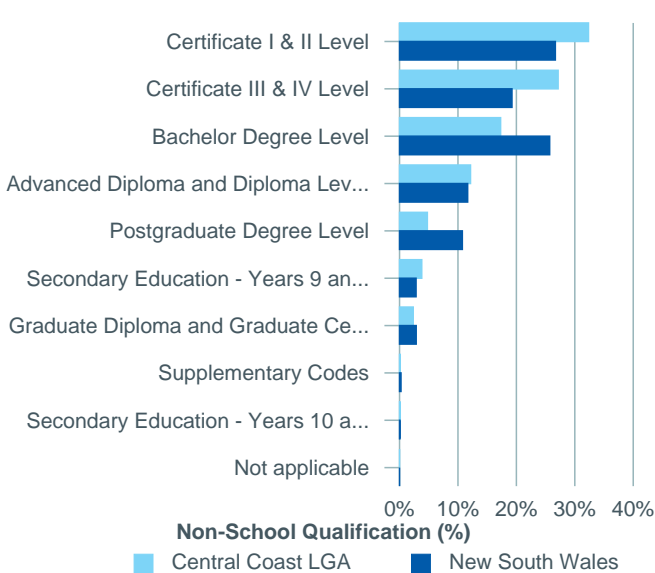 Certificate I & II Level
Certificate III & IV Level
Bachelor Degree Level
Advanced Diploma and Diploma Lev...
Postgraduate Degree Level
Secondary Education - Years 9 an...
Graduate Diploma and Graduate Ce...
Supplementary Codes
Secondary Education - Years 10 a...
Not applicable
0% 10% 20% 30% 40%
Non-School Qualification (%)
Central Coast LGA New South Wales